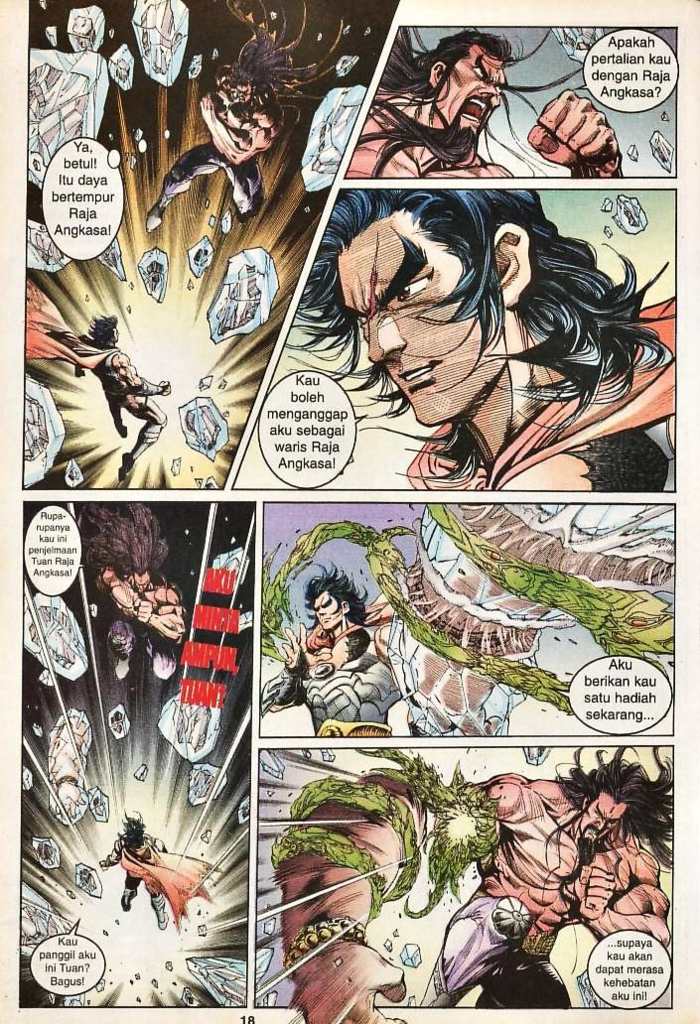 Ya,
betul!
Itu daya
bertempur
Raja
Angkasa!
Apakah
pertalian kau
dengan Raja
Angkasa?
Kau
boleh
menganggap
aku sebagai
waris Raja
Angkasa!
Rupa-
rupanya
kau ini
penjelmaan
Tuan Raja
Angkasa!
AKU
MINTA
AMPUN,
TUAN!
Kau
panggil aku
ini Tuan?
Bagus!
Aku
berikan kau
satu hadiah
sekarang...
...supaya
kau akan
dapat merasa
kehebatan
aku ini!
18